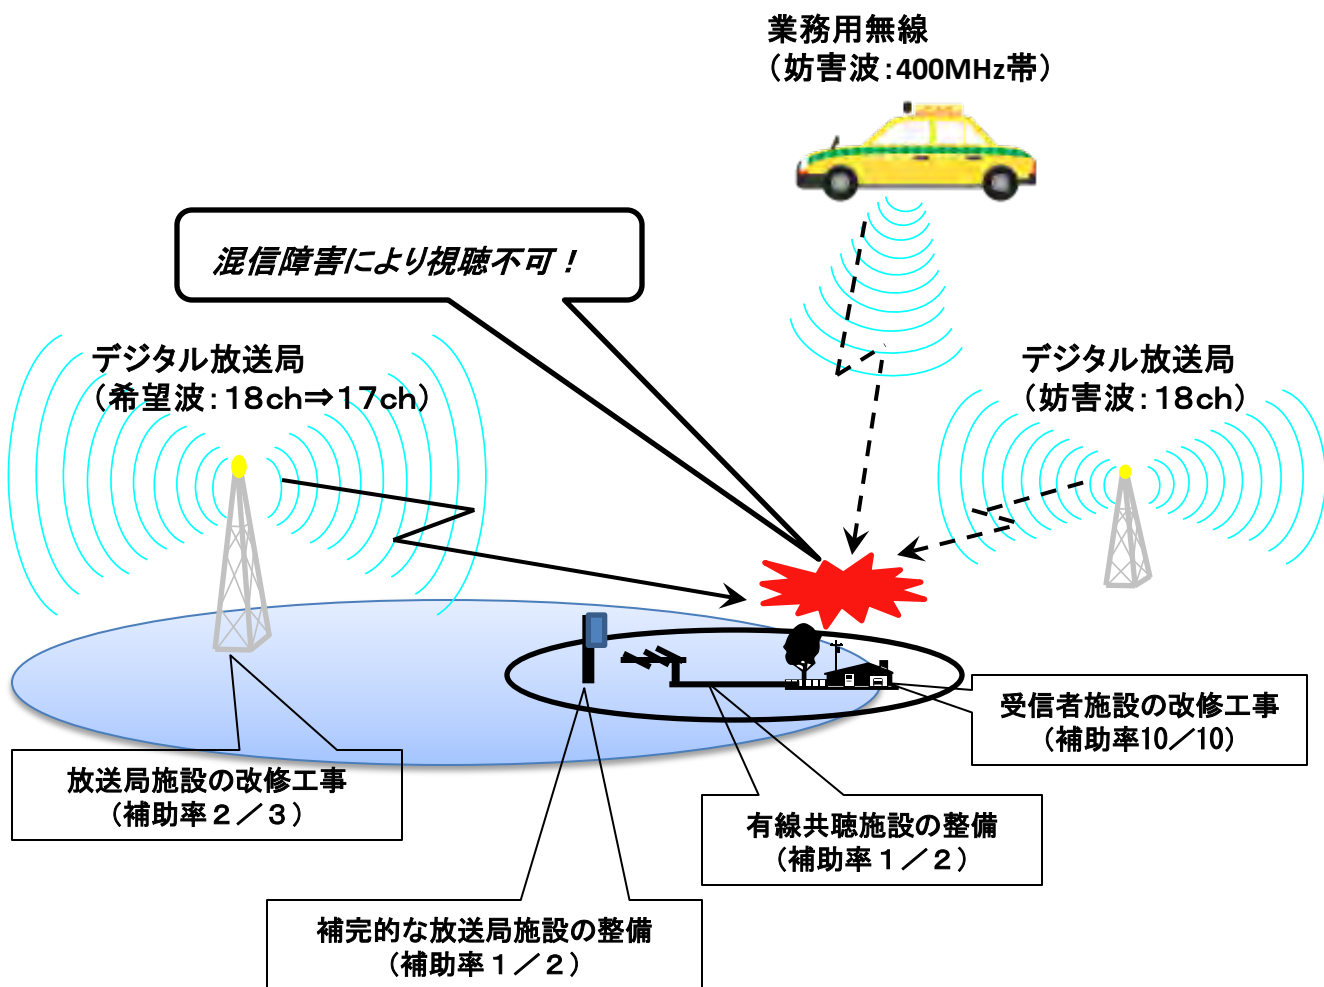 業務用無線
（妨害波：400MHz帯）
混信障害により視聴不可！
デジタル放送局
（希望波：18ch⇒17ch）
デジタル放送局
（妨害波：18ch）
受信者施設の改修工事
（補助率10／10）
放送局施設の改修工事
（補助率２／３）
有線共聴施設の整備
（補助率１／２）
補完的な放送局施設の整備
（補助率１／２）